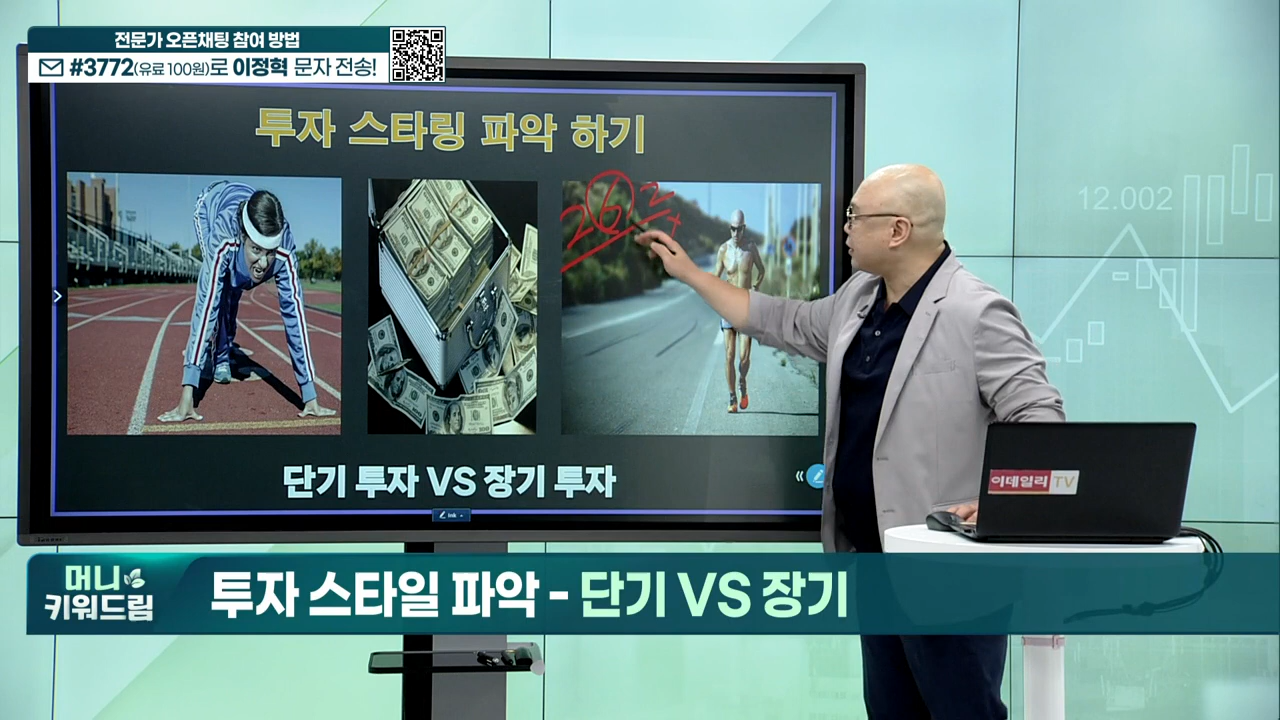 전문가 오픈채팅 참여 방법
#3772(유료 100원)로 이정혁 문자 전송!
투자 스타링 파악 하기
12.002
단기 투자 VS 장기 투자
Ink
이데일리 TV
머니
키워드림
투자 스타일 파악 - 단기 VS 장기